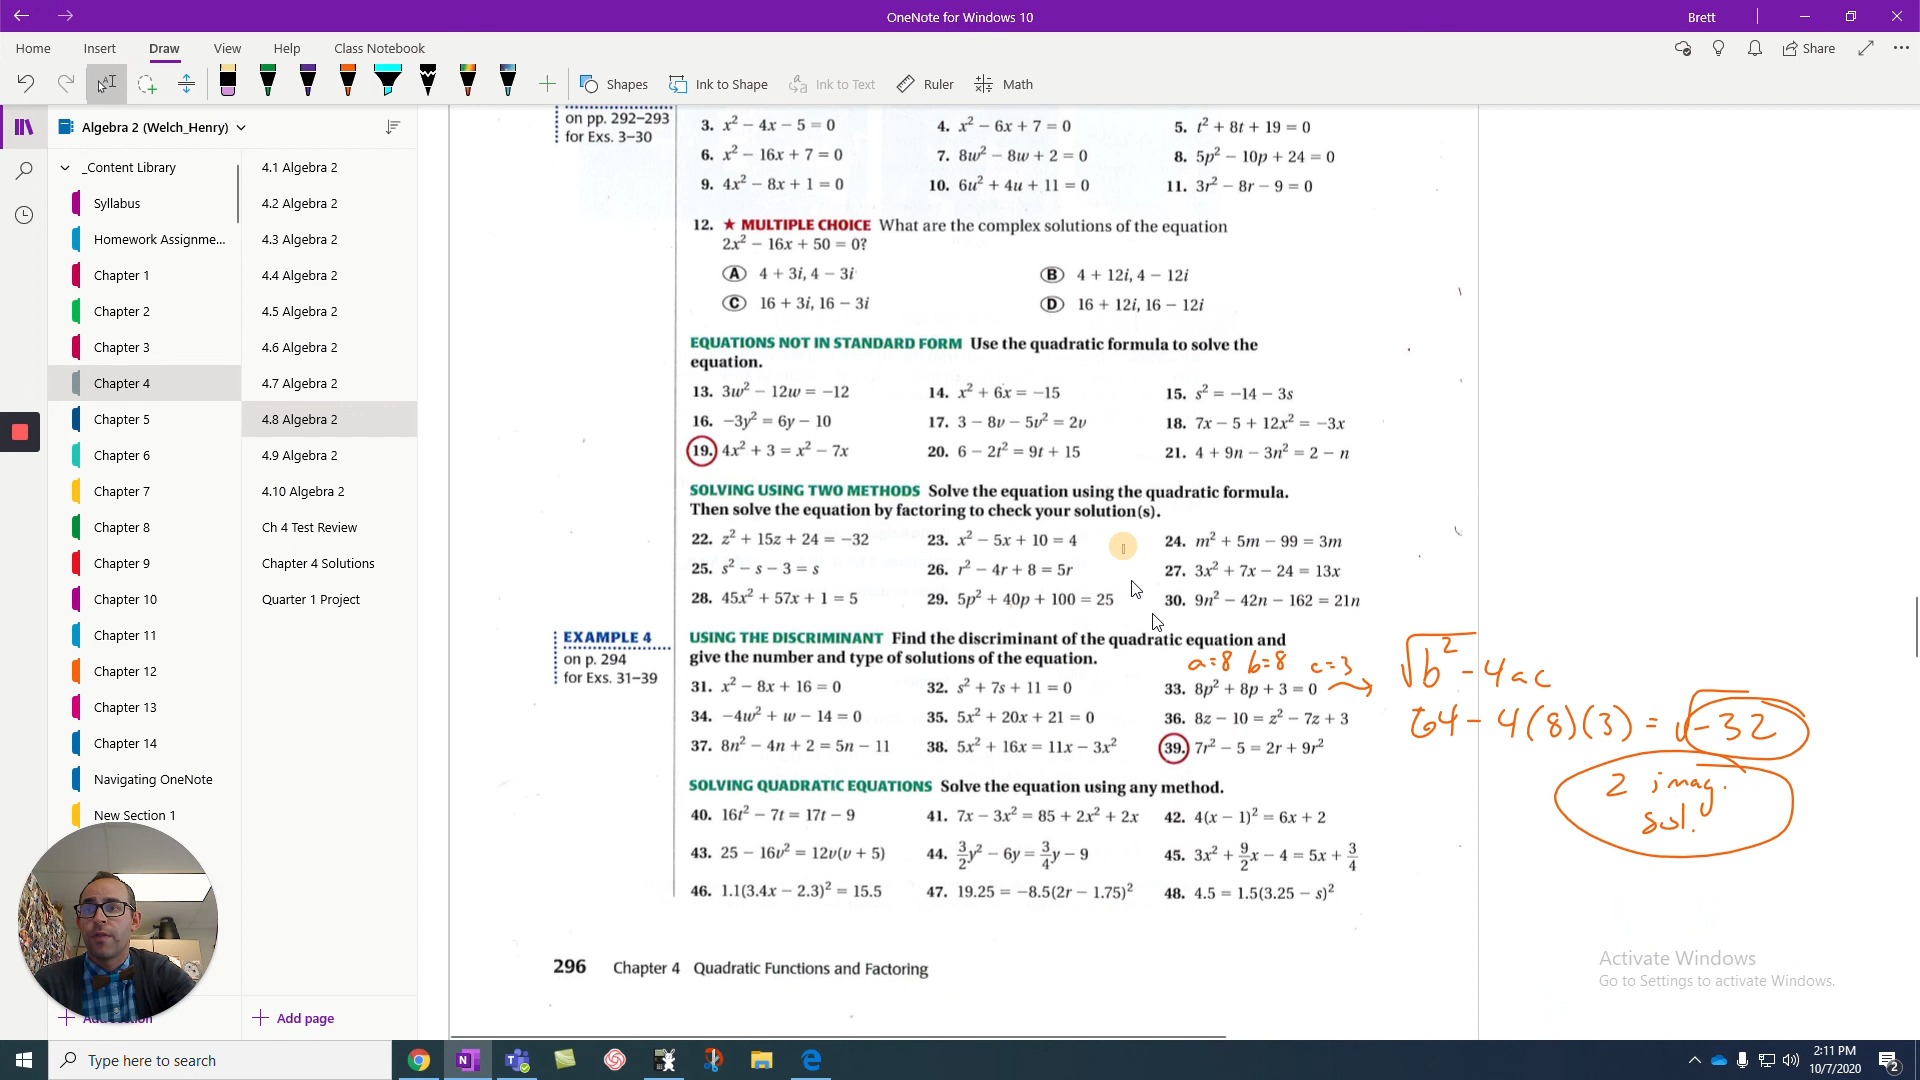 OneNote for Windows 10
Brett
Home Insert Draw View Help Class Notebook
Share
Shapes Ink to Shape Ink to Text Ruler Math
Algebra 2 (Welch_Henry)
_Content Library
Syllabus
Homework Assignme...
Chapter 1
Chapter 2
Chapter 3
Chapter 4
Chapter 5
Chapter 6
Chapter 7
Chapter 8
Chapter 9
Chapter 10
Chapter 11
Chapter 12
Chapter 13
Chapter 14
Navigating OneNote
New Section 1
4.1 Algebra 2
4.2 Algebra 2
4.3 Algebra 2
4.4 Algebra 2
4.5 Algebra 2
4.6 Algebra 2
4.7 Algebra 2
4.8 Algebra 2
4.9 Algebra 2
4.10 Algebra 2
Ch 4 Test Review
Chapter 4 Solutions
Quarter 1 Project
Add page
on pp. 292–293
for Exs. 3–30
3. x² − 4x − 5 = 0 4. x² − 6x + 7 = 0 5. t² + 8t + 19 = 0
6. x² − 16x + 7 = 0 7. 8w² − 8w + 2 = 0 8. 5p² − 10p + 24 = 0
9. 4x² − 8x + 1 = 0 10. 6u² + 4u + 11 = 0 11. 3r² − 8r − 9 = 0
12. ★ MULTIPLE CHOICE What are the complex solutions of the equation
2x² − 16x + 50 = 0?
A 4 + 3i, 4 − 3i B 4 + 12i, 4 − 12i
C 16 + 3i, 16 − 3i D 16 + 12i, 16 − 12i
EQUATIONS NOT IN STANDARD FORM Use the quadratic formula to solve the
equation.
13. 3w² − 12w = −12 14. x² + 6x = −15 15. s² = −14 − 3s
16. −3y² = 6y − 10 17. 3 − 8v − 5v² = 2v 18. 7x − 5 + 12x² = −3x
19. 4x² + 3 = x² − 7x 20. 6 − 2t² = 9t + 15 21. 4 + 9n − 3n² = 2 − n
SOLVING USING TWO METHODS Solve the equation using the quadratic formula.
Then solve the equation by factoring to check your solution(s).
22. z² + 15z + 24 = −32 23. x² − 5x + 10 = 4 24. m² + 5m − 99 = 3m
25. s² − s − 3 = s 26. r² − 4r + 8 = 5r 27. 3x² + 7x − 24 = 13x
28. 45x² + 57x + 1 = 5 29. 5p² + 40p + 100 = 25 30. 9n² − 42n − 162 = 21n
EXAMPLE 4
on p. 294
for Exs. 31–39
USING THE DISCRIMINANT Find the discriminant of the quadratic equation and
give the number and type of solutions of the equation.
a=8 b=8 c=3
31. x² − 8x + 16 = 0 32. s² + 7s + 11 = 0 33. 8p² + 8p + 3 = 0
34. −4w² + w − 14 = 0 35. 5x² + 20x + 21 = 0 36. 8z − 10 = z² − 7z + 3
37. 8n² − 4n + 2 = 5n − 11 38. 5x² + 16x = 11x − 3x² 39. 7r² − 5 = 2r + 9r²
√b² − 4ac
64 − 4(8)(3) = √−32
2 imag.
sol.
SOLVING QUADRATIC EQUATIONS Solve the equation using any method.
40. 16t² − 7t = 17t − 9 41. 7x − 3x² = 85 + 2x² + 2x 42. 4(x − 1)² = 6x + 2
43. 25 − 16v² = 12v(v + 5) 44. 3/2y² − 6y = 3/4y − 9 45. 3x² + 9/2x − 4 = 5x + 3/4
46. 1.1(3.4x − 2.3)² = 15.5 47. 19.25 = −8.5(2r − 1.75)² 48. 4.5 = 1.5(3.25 − s)²
296 Chapter 4 Quadratic Functions and Factoring
Activate Windows
Go to Settings to activate Windows.
Type here to search
2:11 PM
10/7/2020
2